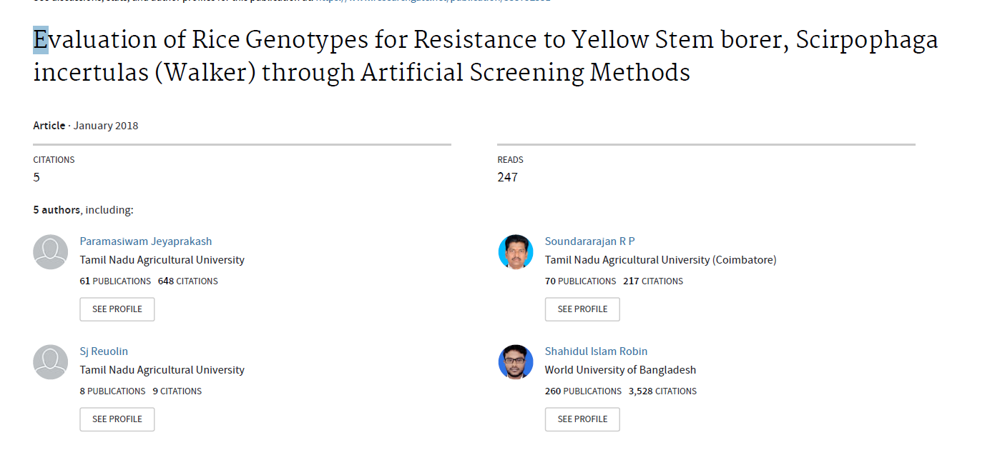 Evaluation of Rice Genotypes for Resistance to Yellow Stem borer, Scirpophaga
incertulas (Walker) through Artificial Screening Methods
Article · January 2018
CITATIONS
5
READS
247
5 authors, including:
Paramasiwam Jeyaprakash
Tamil Nadu Agricultural University
61 PUBLICATIONS 648 CITATIONS
SEE PROFILE
Soundararajan R P
Tamil Nadu Agricultural University (Coimbatore)
70 PUBLICATIONS 217 CITATIONS
SEE PROFILE
Sj Reuolin
Tamil Nadu Agricultural University
8 PUBLICATIONS 9 CITATIONS
SEE PROFILE
Shahidul Islam Robin
World University of Bangladesh
260 PUBLICATIONS 3,528 CITATIONS
SEE PROFILE